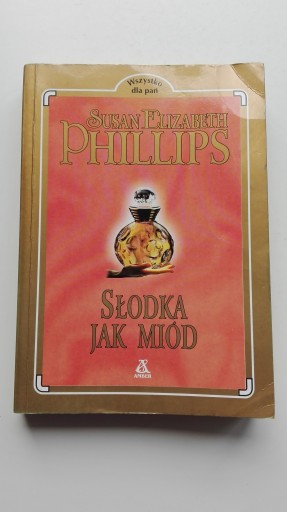 Wszystko
dla pań
SUSAN ELIZABETH
PHILLIPS
SŁODKA
JAK MIÓD
AMBER